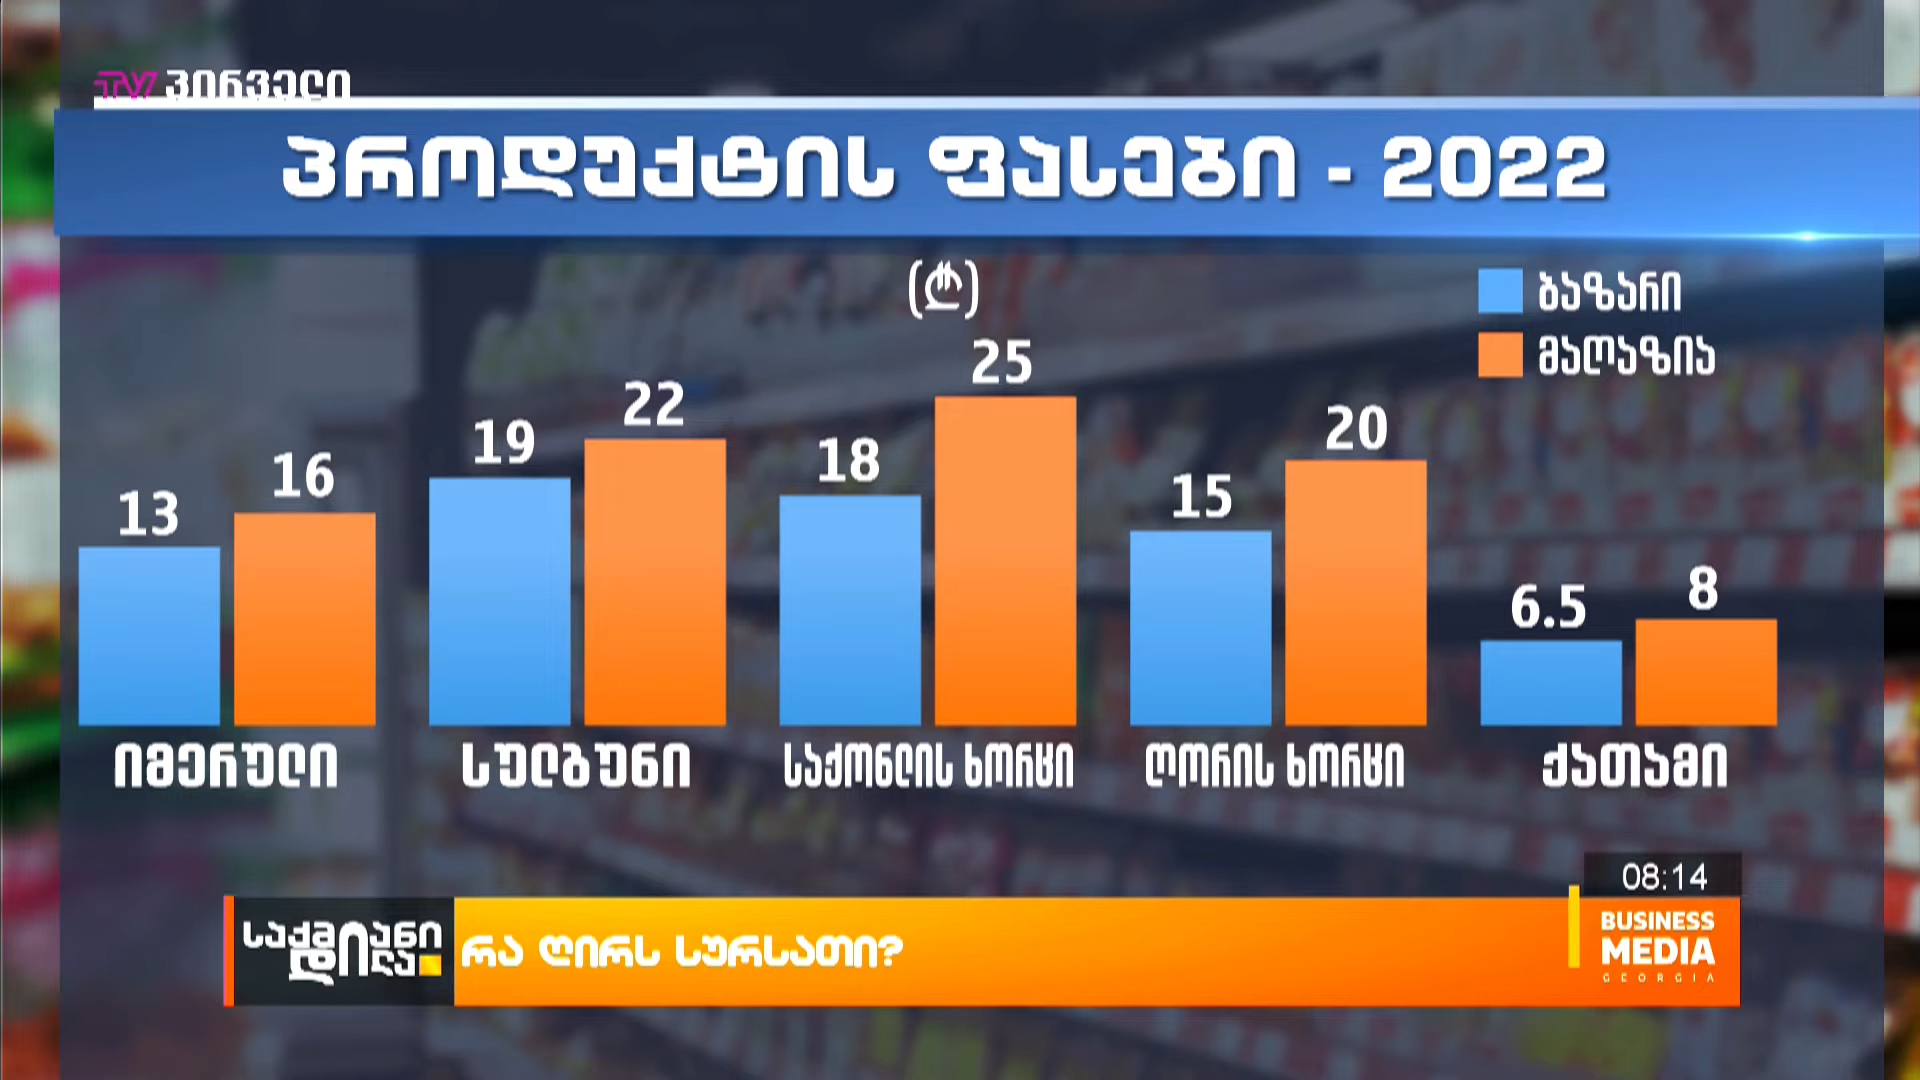 TV პირველი
პროდუქტის ფასები - 2022
(₾)
ბაზარი
მაღაზია
13
16
19
22
18
25
15
20
6.5
8
იმერული
სულგუნი
საქონლის ხორცი
ღორის ხორცი
ქათამი
08:14
საქმიანი
დილა
რა ღირს სურსათი?
BUSINESS
MEDIA
GEORGIA